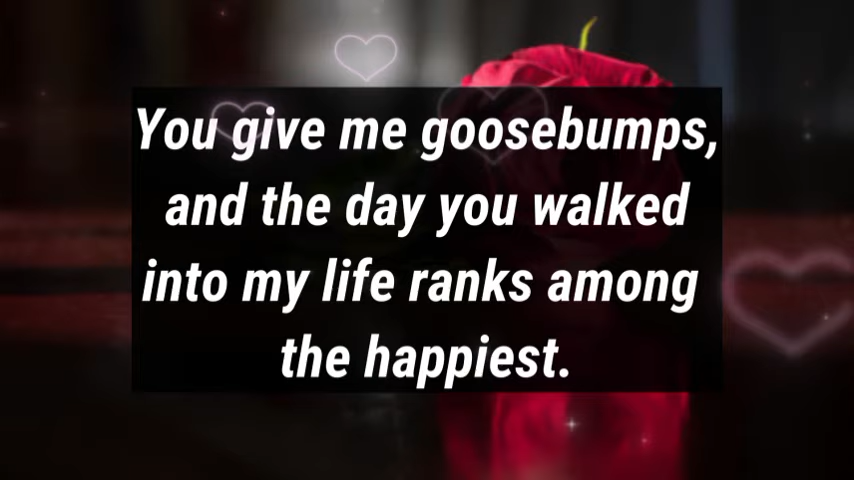 You give me goosebumps,
and the day you walked
into my life ranks among
the happiest.